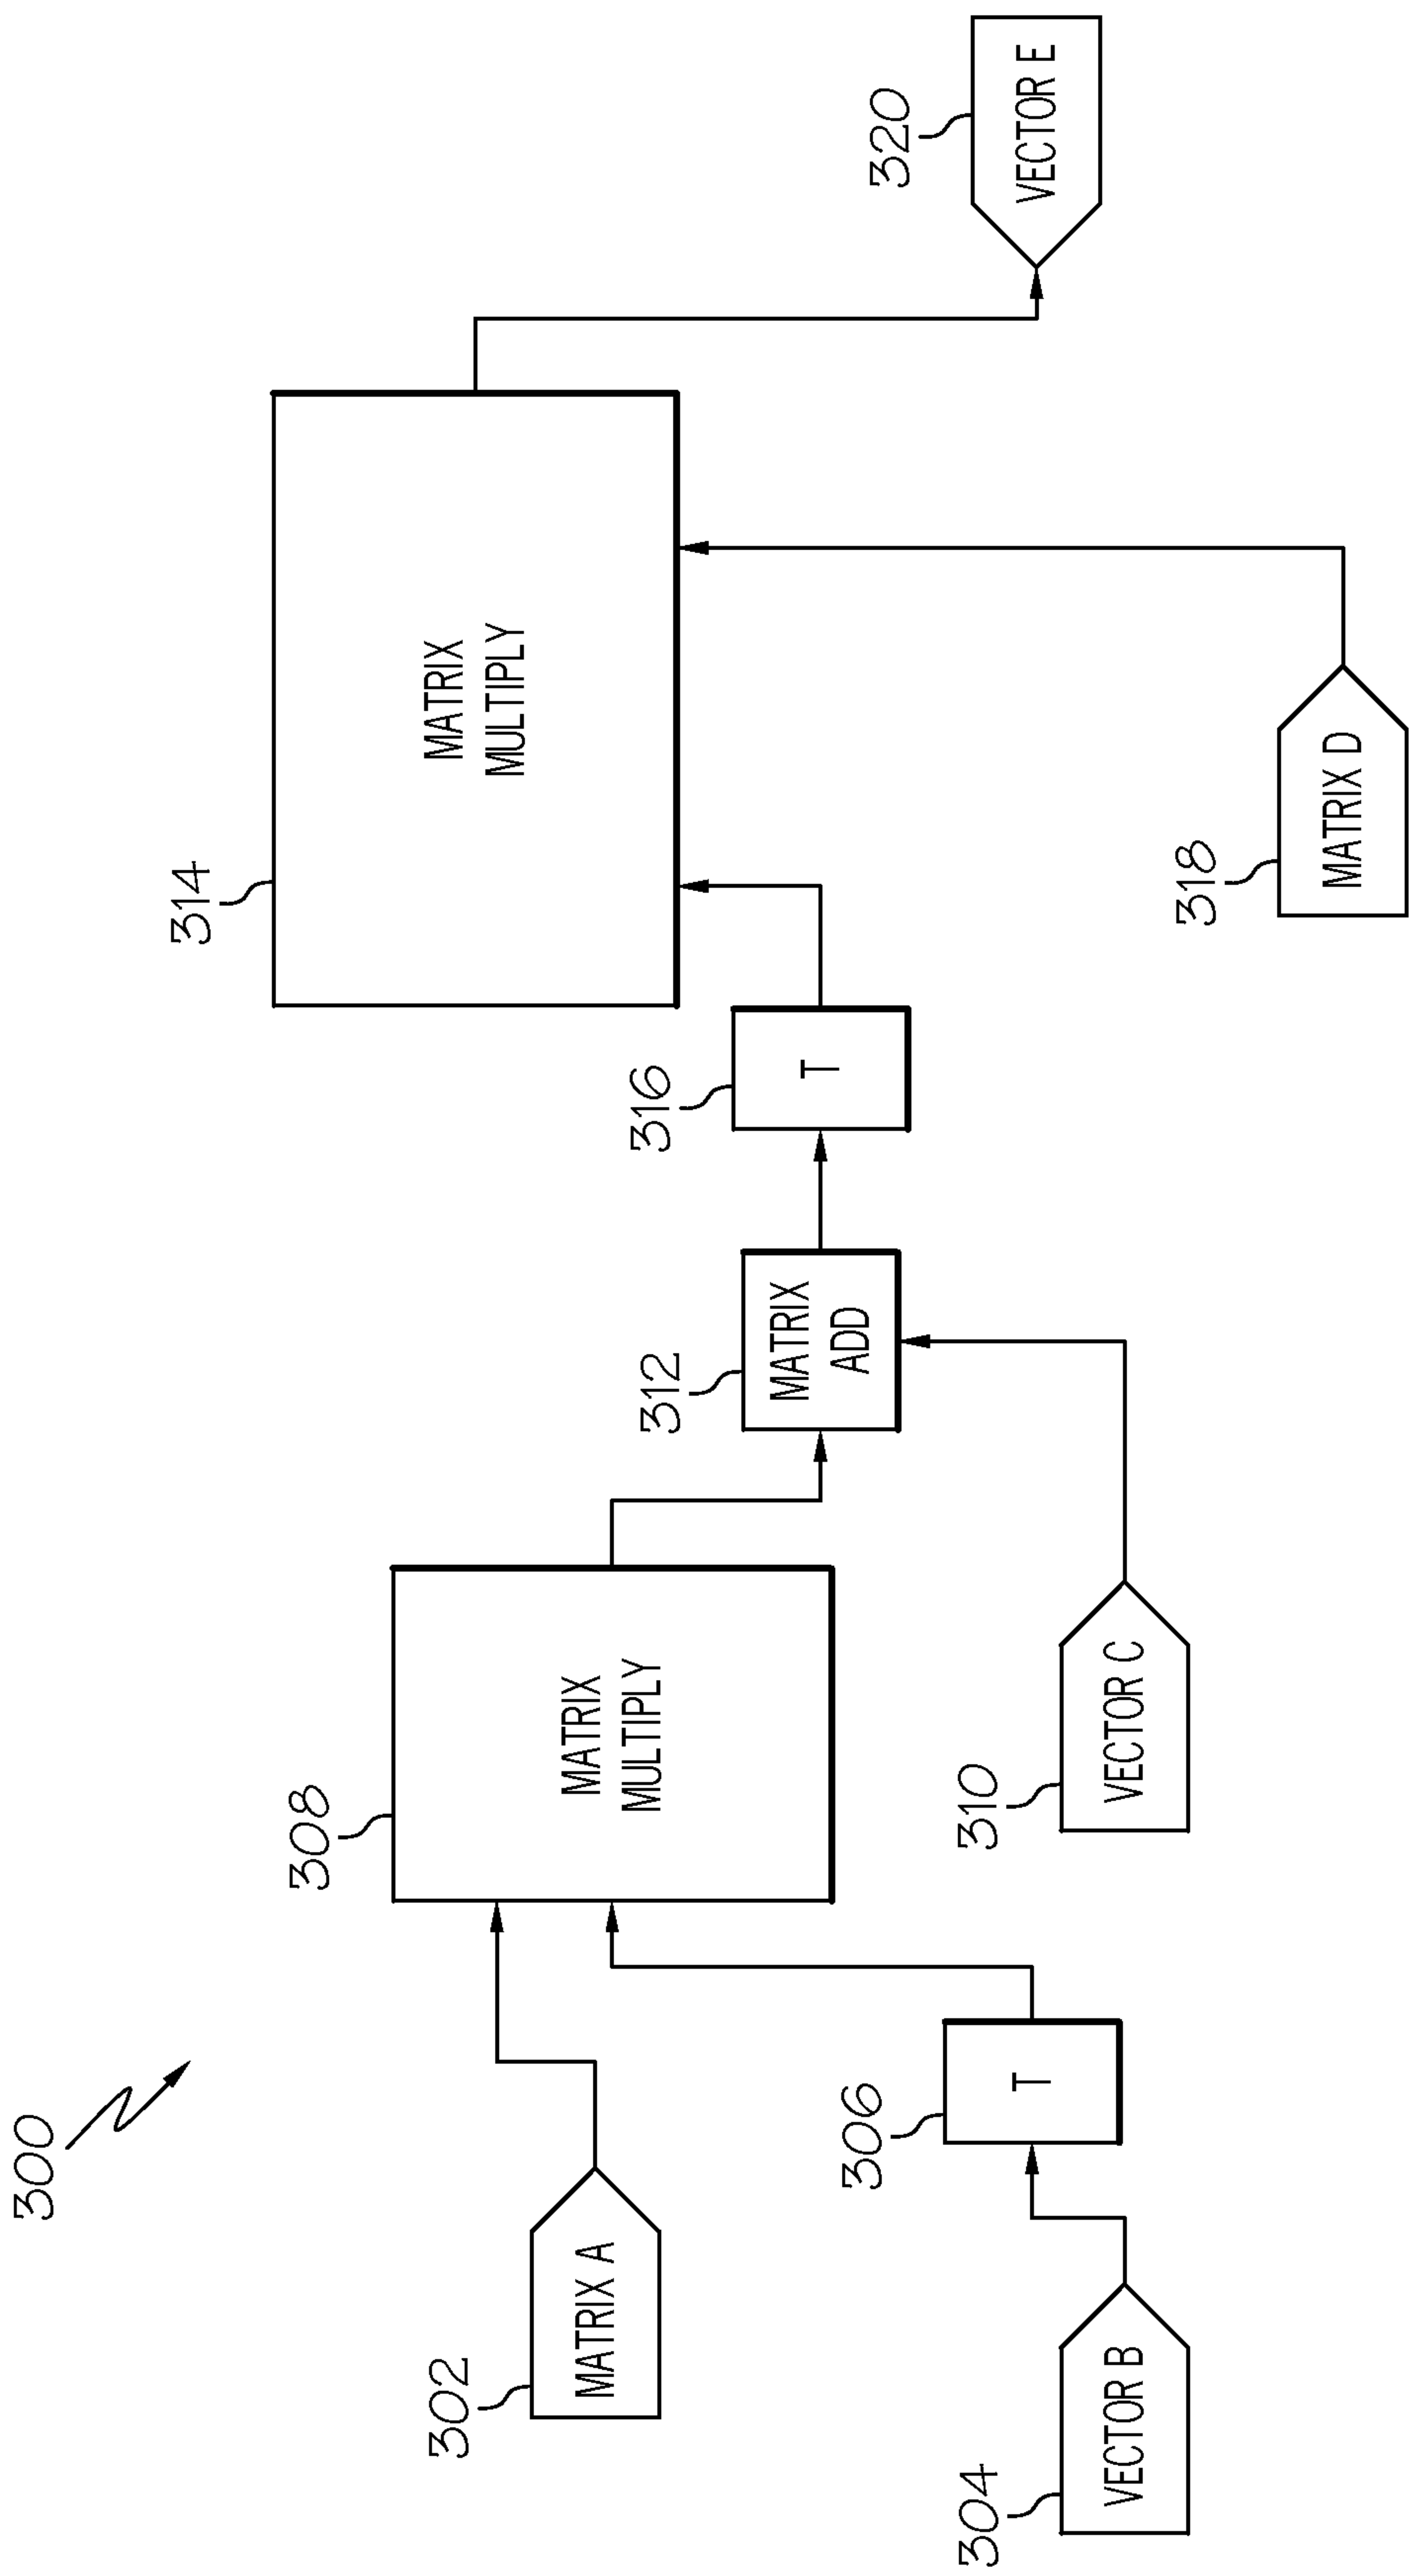 300
302
MATRIX A
304
VECTOR B
306
T
308
MATRIX
MULTIPLY
310
VECTOR C
312
MATRIX
ADD
316
T
314
MATRIX
MULTIPLY
318
MATRIX D
320
VECTOR E